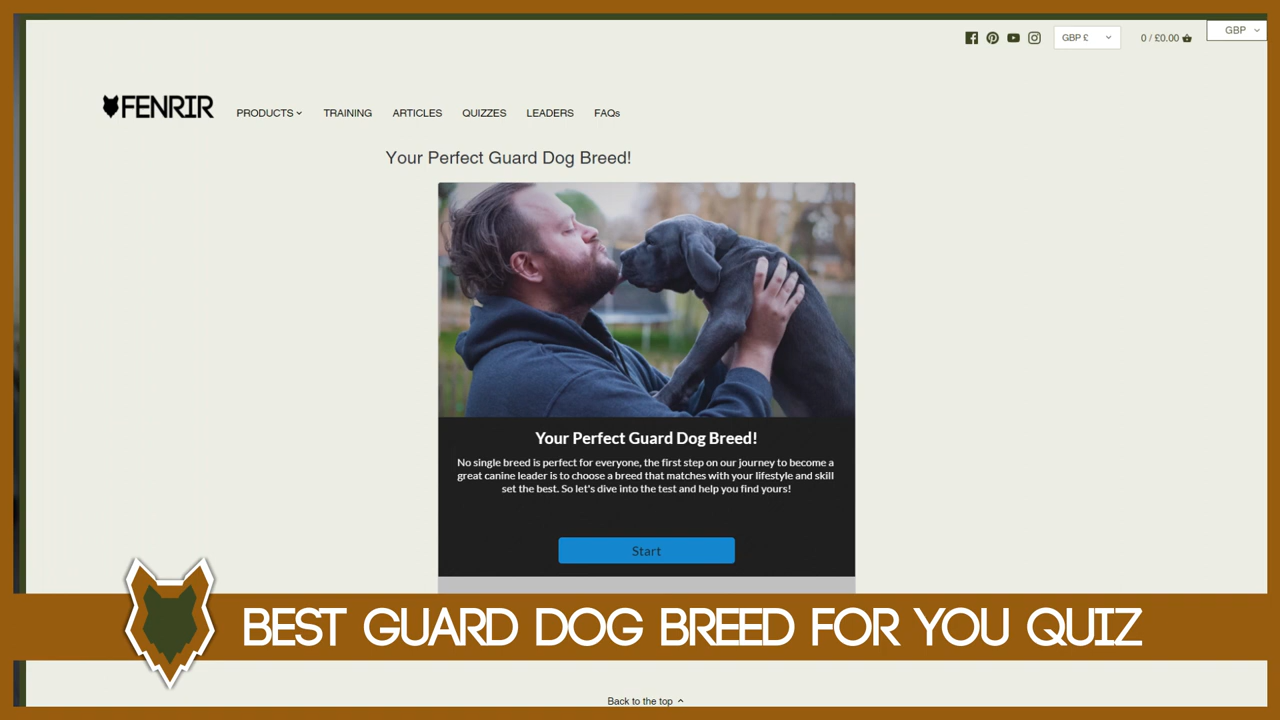 GBP
GBP £
0 / £0.00
FENRIR
PRODUCTS
TRAINING
ARTICLES
QUIZZES
LEADERS
FAQs
Your Perfect Guard Dog Breed!
Your Perfect Guard Dog Breed!
No single breed is perfect for everyone, the first step on our journey to become a
great canine leader is to choose a breed that matches with your lifestyle and skill
set the best. So let's dive into the test and help you find yours!
Start
BEST GUARD DOG BREED FOR YOU QUIZ
Back to the top